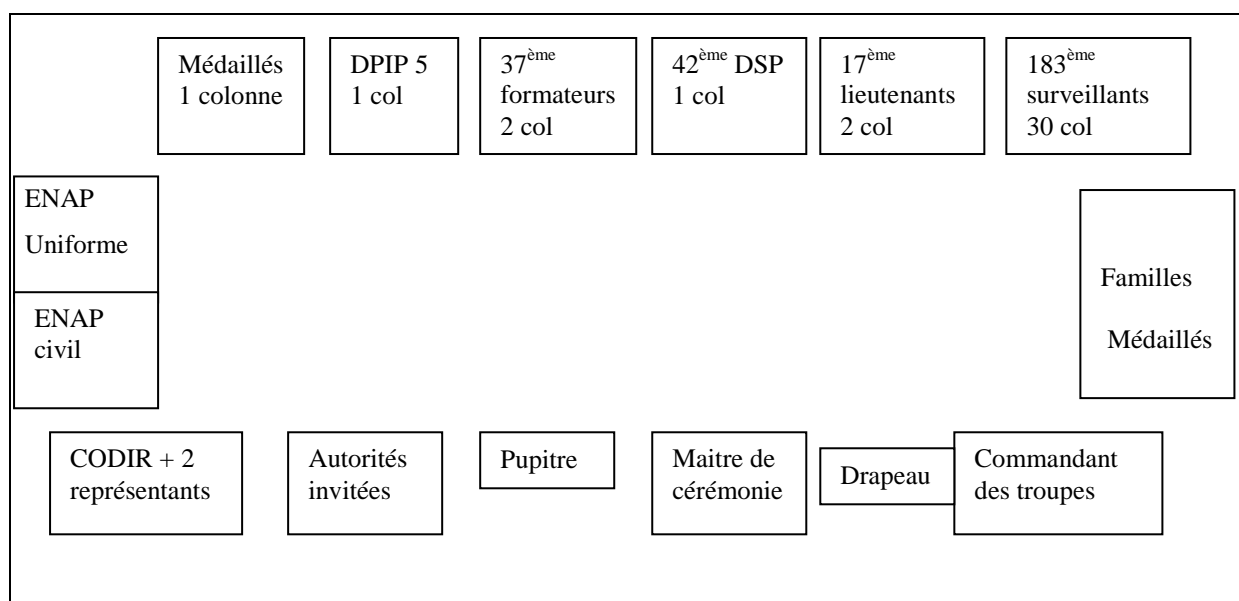 Médaillés
1 colonne
DPIP 5
1 col
37ème
formateurs
2 col
42ème DSP
1 col
17ème
lieutenants
2 col
183ème
surveillants
30 col
ENAP
Uniforme
ENAP
civil
Familles
Médaillés
CODIR + 2
représentants
Autorités
invitées
Pupitre
Maitre de
cérémonie
Drapeau
Commandant
des troupes